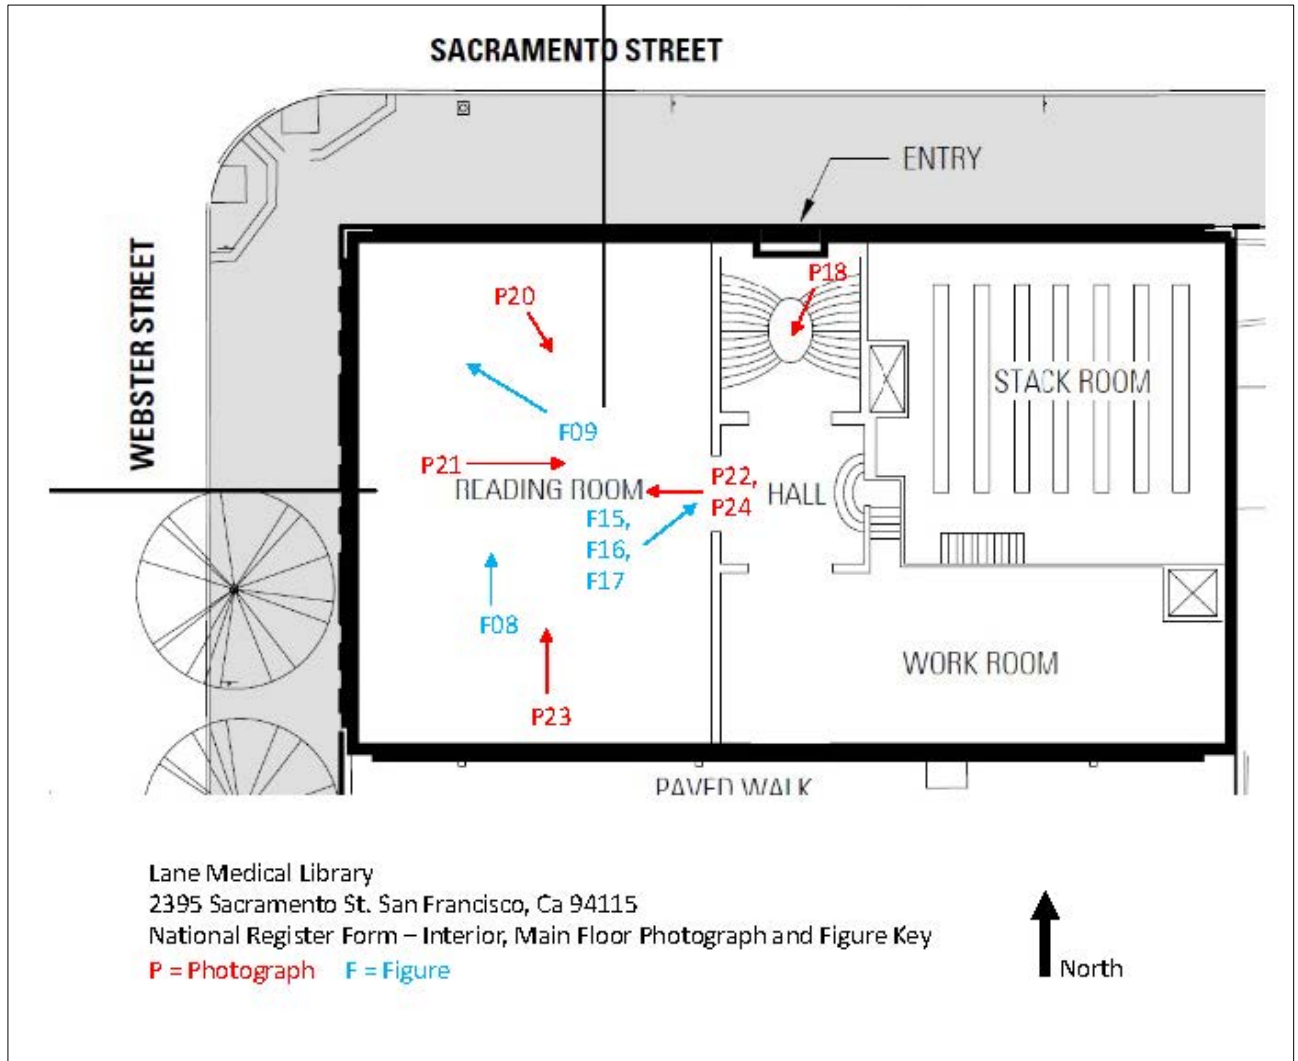 SACRAMENTO STREET
ENTRY
WEBSTER STREET
P18
P20
STACK ROOM
F09
P21
READING ROOM
P22,
P24
HALL
F15,
F16,
F17
F08
WORK ROOM
P23
PAVED WALK
Lane Medical Library
2395 Sacramento St. San Francisco, Ca 94115
National Register Form – Interior, Main Floor Photograph and Figure Key
P = Photograph F = Figure
North